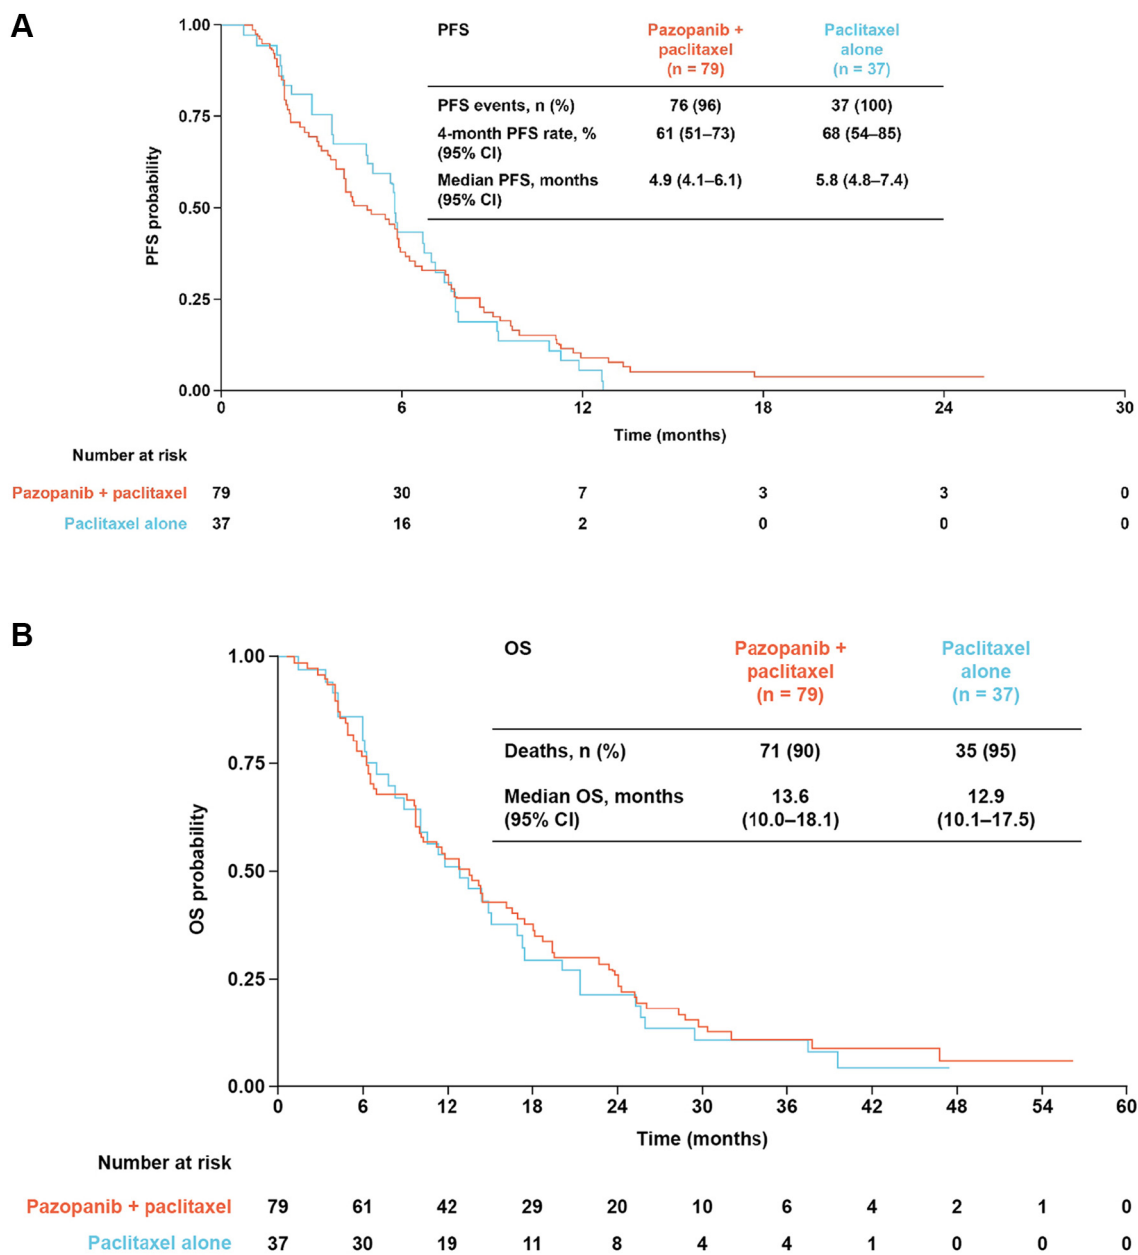 A
PFS
Pazopanib +
paclitaxel
(n = 79)
Paclitaxel
alone
(n = 37)
PFS events, n (%) 76 (96) 37 (100)
4-month PFS rate, % 61 (51–73) 68 (54–85)
(95% CI)
Median PFS, months 4.9 (4.1–6.1) 5.8 (4.8–7.4)
(95% CI)
PFS probability
1.00
0.75
0.50
0.25
0.00
0 6 12 18 24 30
Time (months)
Number at risk
Pazopanib + paclitaxel 79 30 7 3 3 0
Paclitaxel alone 37 16 2 0 0 0
B
OS
Pazopanib +
paclitaxel
(n = 79)
Paclitaxel
alone
(n = 37)
Deaths, n (%) 71 (90) 35 (95)
Median OS, months 13.6 12.9
(95% CI) (10.0–18.1) (10.1–17.5)
OS probability
1.00
0.75
0.50
0.25
0.00
0 6 12 18 24 30 36 42 48 54 60
Time (months)
Number at risk
Pazopanib + paclitaxel 79 61 42 29 20 10 6 4 2 1 0
Paclitaxel alone 37 30 19 11 8 4 4 1 0 0 0